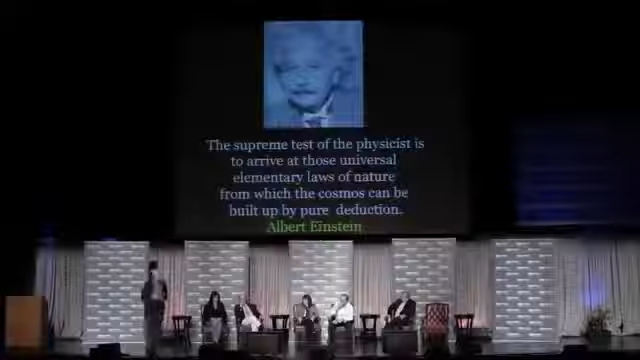 The supreme test of the physicist is
to arrive at those universal
elementary laws of nature
from which the cosmos can be
built up by pure deduction.
Albert Einstein